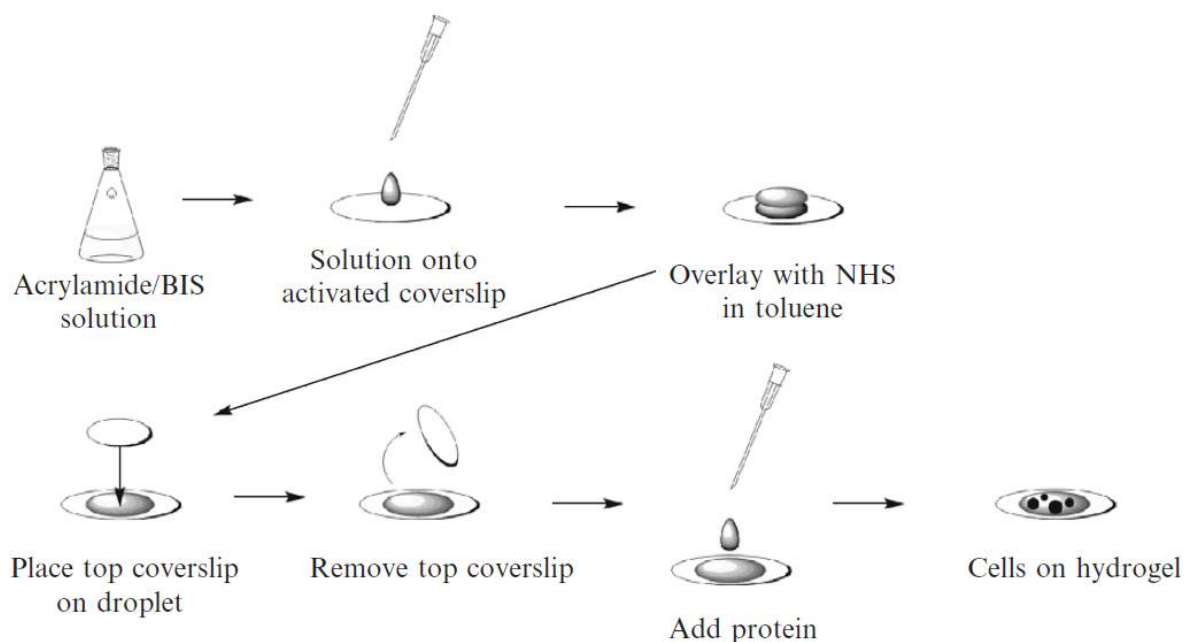 Acrylamide/BIS
solution
Solution onto
activated coverslip
Overlay with NHS
in toluene
Place top coverslip
on droplet
Remove top coverslip
Add protein
Cells on hydrogel